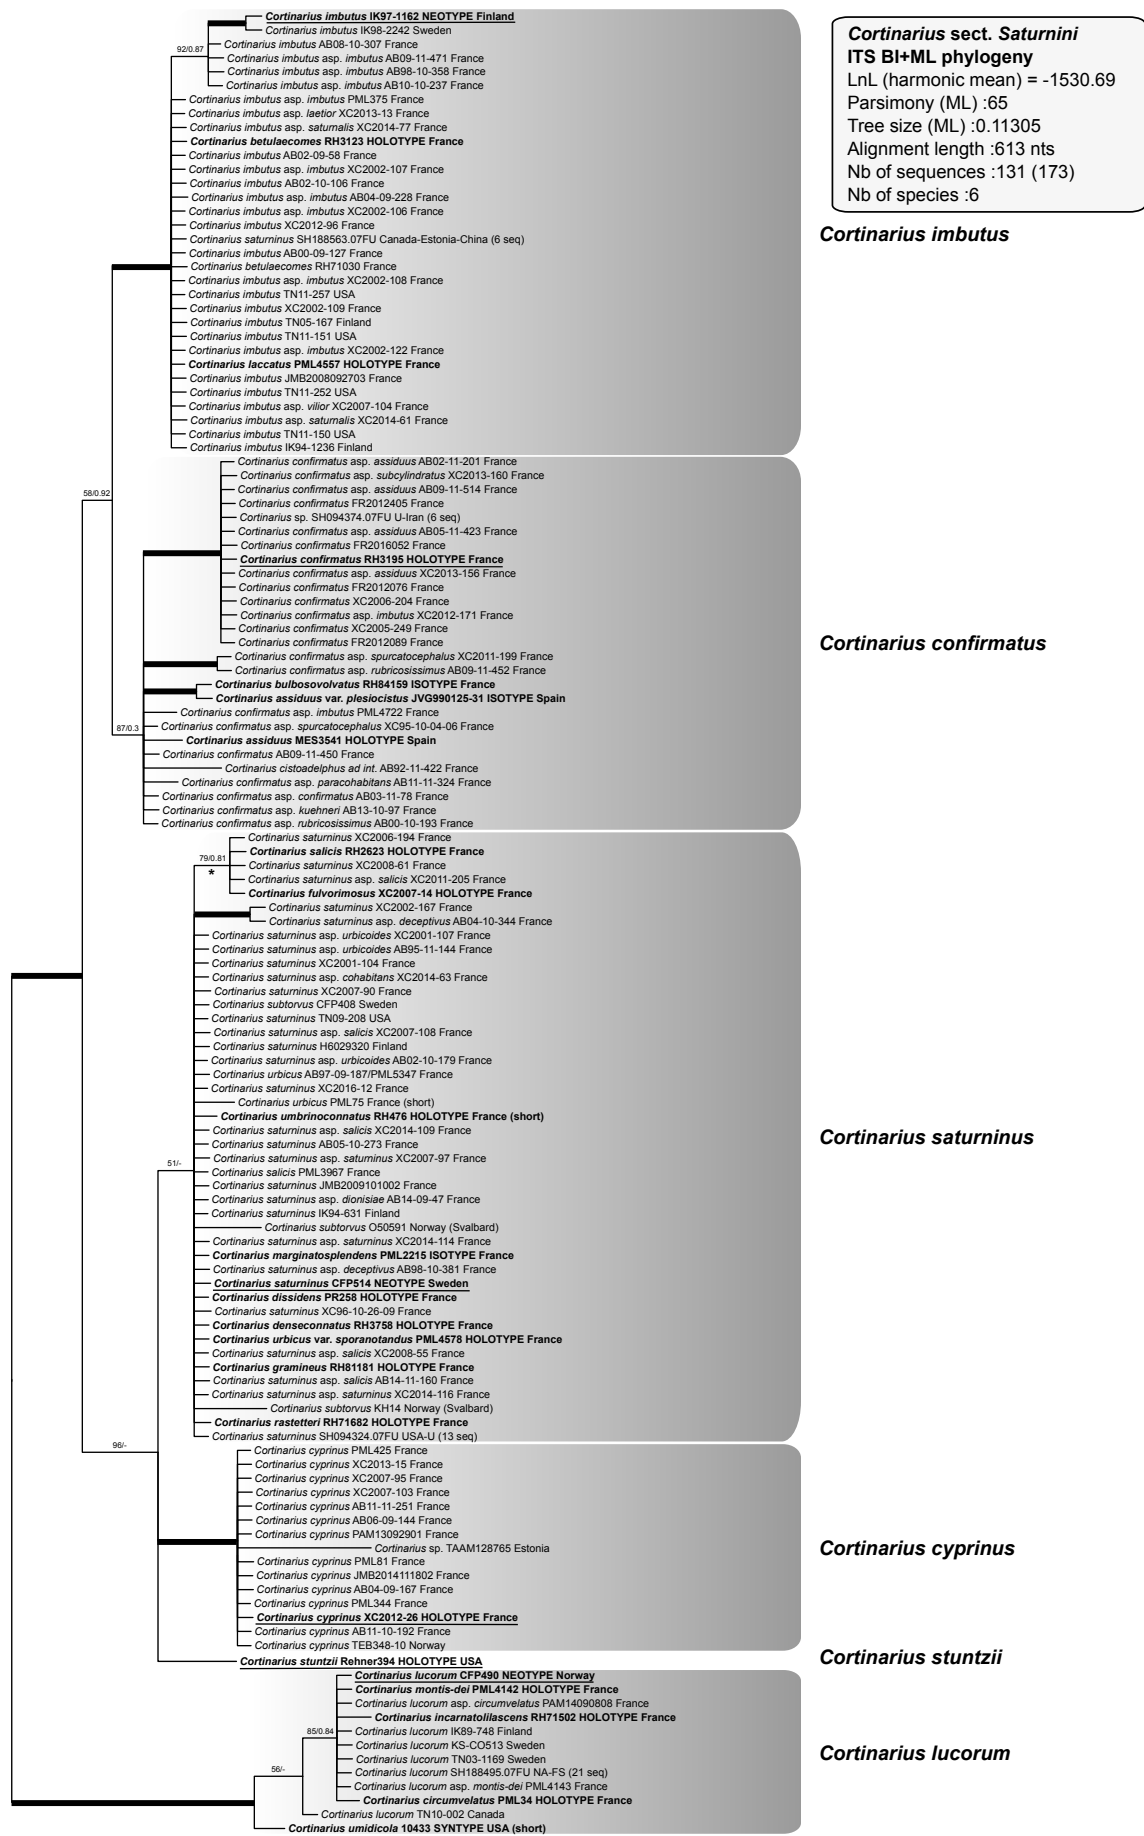 Cortinarius sect. Saturnini
ITS BI+ML phylogeny
LnL (harmonic mean) = -1530.69
Parsimony (ML) :65
Tree size (ML) :0.11305
Alignment length :613 nts
Nb of sequences :131 (173)
Nb of species :6
Cortinarius imbutus IK97-1162 NEOTYPE Finland
Cortinarius imbutus IK98-2242 Sweden
92/0.87
Cortinarius imbutus AB08-10-307 France
Cortinarius imbutus asp. imbutus AB09-11-471 France
Cortinarius imbutus asp. imbutus AB98-10-358 France
Cortinarius imbutus asp. imbutus AB10-10-237 France
Cortinarius imbutus asp. imbutus PML375 France
Cortinarius imbutus asp. laetior XC2013-13 France
Cortinarius imbutus asp. saturnalis XC2014-77 France
Cortinarius betulaecomes RH3123 HOLOTYPE France
Cortinarius imbutus AB02-09-58 France
Cortinarius imbutus asp. imbutus XC2002-107 France
Cortinarius imbutus AB02-10-106 France
Cortinarius imbutus asp. imbutus AB04-09-228 France
Cortinarius imbutus asp. imbutus XC2002-106 France
Cortinarius imbutus XC2012-96 France
Cortinarius imbutus
Cortinarius saturninus SH188563.07FU Canada-Estonia-China (6 seq)
Cortinarius imbutus AB00-09-127 France
Cortinarius betulaecomes RH71030 France
Cortinarius imbutus asp. imbutus XC2002-108 France
Cortinarius imbutus TN11-257 USA
Cortinarius imbutus XC2002-109 France
Cortinarius imbutus TN05-167 Finland
Cortinarius imbutus TN11-151 USA
Cortinarius imbutus asp. imbutus XC2002-122 France
Cortinarius laccatus PML4557 HOLOTYPE France
Cortinarius imbutus JMB2008092703 France
Cortinarius imbutus TN11-252 USA
Cortinarius imbutus asp. vilior XC2007-104 France
Cortinarius imbutus asp. saturnalis XC2014-61 France
Cortinarius imbutus TN11-150 USA
Cortinarius imbutus IK94-1236 Finland
Cortinarius confirmatus asp. assiduus AB02-11-201 France
Cortinarius confirmatus asp. subcylindratus XC2013-160 France
Cortinarius confirmatus asp. assiduus AB09-11-514 France
58/0.92
Cortinarius confirmatus FR2012405 France
Cortinarius sp. SH094374.07FU U-Iran (6 seq)
Cortinarius confirmatus asp. assiduus AB05-11-423 France
Cortinarius confirmatus FR2016052 France
Cortinarius confirmatus RH3195 HOLOTYPE France
Cortinarius confirmatus asp. assiduus XC2013-156 France
Cortinarius confirmatus FR2012076 France
Cortinarius confirmatus XC2006-204 France
Cortinarius confirmatus asp. imbutus XC2012-171 France
Cortinarius confirmatus XC2005-249 France
Cortinarius confirmatus FR2012089 France
Cortinarius confirmatus
Cortinarius confirmatus asp. spurcatocephalus XC2011-199 France
Cortinarius confirmatus asp. rubricosissimus AB09-11-452 France
Cortinarius bulbosovolvatus RH84159 ISOTYPE France
Cortinarius assiduus var. plesiocistus JVG990125-31 ISOTYPE Spain
Cortinarius confirmatus asp. imbutus PML4722 France
Cortinarius confirmatus asp. spurcatocephalus XC95-10-04-06 France
87/0.3
Cortinarius assiduus MES3541 HOLOTYPE Spain
Cortinarius confirmatus AB09-11-450 France
Cortinarius cistoadelphus ad int. AB92-11-422 France
Cortinarius confirmatus asp. paracohabitans AB11-11-324 France
Cortinarius confirmatus asp. confirmatus AB03-11-78 France
Cortinarius confirmatus asp. kuehneri AB13-10-97 France
Cortinarius confirmatus asp. rubricosissimus AB00-10-193 France
Cortinarius saturninus XC2006-194 France
Cortinarius salicis RH2623 HOLOTYPE France
79/0.81
*
Cortinarius saturninus XC2008-61 France
Cortinarius saturninus asp. salicis XC2011-205 France
Cortinarius fulvorimosus XC2007-14 HOLOTYPE France
Cortinarius saturninus XC2002-167 France
Cortinarius saturninus asp. deceptivus AB04-10-344 France
Cortinarius saturninus asp. urbicoides XC2001-107 France
Cortinarius saturninus asp. urbicoides AB95-11-144 France
Cortinarius saturninus XC2001-104 France
Cortinarius saturninus asp. cohabitans XC2014-63 France
Cortinarius saturninus XC2007-90 France
Cortinarius subtorvus CFP408 Sweden
Cortinarius saturninus TN09-208 USA
Cortinarius saturninus asp. salicis XC2007-108 France
Cortinarius saturninus H6029320 Finland
Cortinarius saturninus asp. urbicoides AB02-10-179 France
Cortinarius urbicus AB97-09-187/PML5347 France
Cortinarius saturninus XC2016-12 France
Cortinarius urbicus PML75 France (short)
Cortinarius umbrinoconnatus RH476 HOLOTYPE France (short)
Cortinarius saturninus asp. salicis XC2014-109 France
Cortinarius saturninus
Cortinarius saturninus AB05-10-273 France
Cortinarius saturninus asp. saturninus XC2007-97 France
51/-
Cortinarius salicis PML3967 France
Cortinarius saturninus JMB2009101002 France
Cortinarius saturninus asp. dionisiae AB14-09-47 France
Cortinarius saturninus IK94-631 Finland
Cortinarius subtorvus O50591 Norway (Svalbard)
Cortinarius saturninus asp. saturninus XC2014-114 France
Cortinarius marginatosplendens PML2215 ISOTYPE France
Cortinarius saturninus asp. deceptivus AB98-10-381 France
Cortinarius saturninus CFP514 NEOTYPE Sweden
Cortinarius dissidens PR258 HOLOTYPE France
Cortinarius saturninus XC96-10-26-09 France
Cortinarius denseconnatus RH3758 HOLOTYPE France
Cortinarius urbicus var. sporanotandus PML4578 HOLOTYPE France
Cortinarius saturninus asp. salicis XC2008-55 France
Cortinarius gramineus RH81181 HOLOTYPE France
Cortinarius saturninus asp. salicis AB14-11-160 France
Cortinarius saturninus asp. saturninus XC2014-116 France
Cortinarius subtorvus KH14 Norway (Svalbard)
Cortinarius rastetteri RH71682 HOLOTYPE France
Cortinarius saturninus SH094324.07FU USA-U (13 seq)
96/-
Cortinarius cyprinus PML425 France
Cortinarius cyprinus XC2013-15 France
Cortinarius cyprinus XC2007-95 France
Cortinarius cyprinus XC2007-103 France
Cortinarius cyprinus AB11-11-251 France
Cortinarius cyprinus AB06-09-144 France
Cortinarius cyprinus PAM13092901 France
Cortinarius sp. TAAM128765 Estonia
Cortinarius cyprinus
Cortinarius cyprinus PML81 France
Cortinarius cyprinus JMB2014111802 France
Cortinarius cyprinus AB04-09-167 France
Cortinarius cyprinus PML344 France
Cortinarius cyprinus XC2012-26 HOLOTYPE France
Cortinarius cyprinus AB11-10-192 France
Cortinarius cyprinus TEB348-10 Norway
Cortinarius stuntzii Rehner394 HOLOTYPE USA
Cortinarius stuntzii
Cortinarius lucorum CFP490 NEOTYPE Norway
Cortinarius montis-dei PML4142 HOLOTYPE France
Cortinarius lucorum asp. circumvelatus PAM14090808 France
Cortinarius incarnatolilascens RH71502 HOLOTYPE France
85/0.84
Cortinarius lucorum IK89-748 Finland
Cortinarius lucorum KS-CO513 Sweden
Cortinarius lucorum
Cortinarius lucorum TN03-1169 Sweden
56/-
Cortinarius lucorum SH188495.07FU NA-FS (21 seq)
Cortinarius lucorum asp. montis-dei PML4143 France
Cortinarius circumvelatus PML34 HOLOTYPE France
Cortinarius lucorum TN10-002 Canada
Cortinarius umidicola 10433 SYNTYPE USA (short)